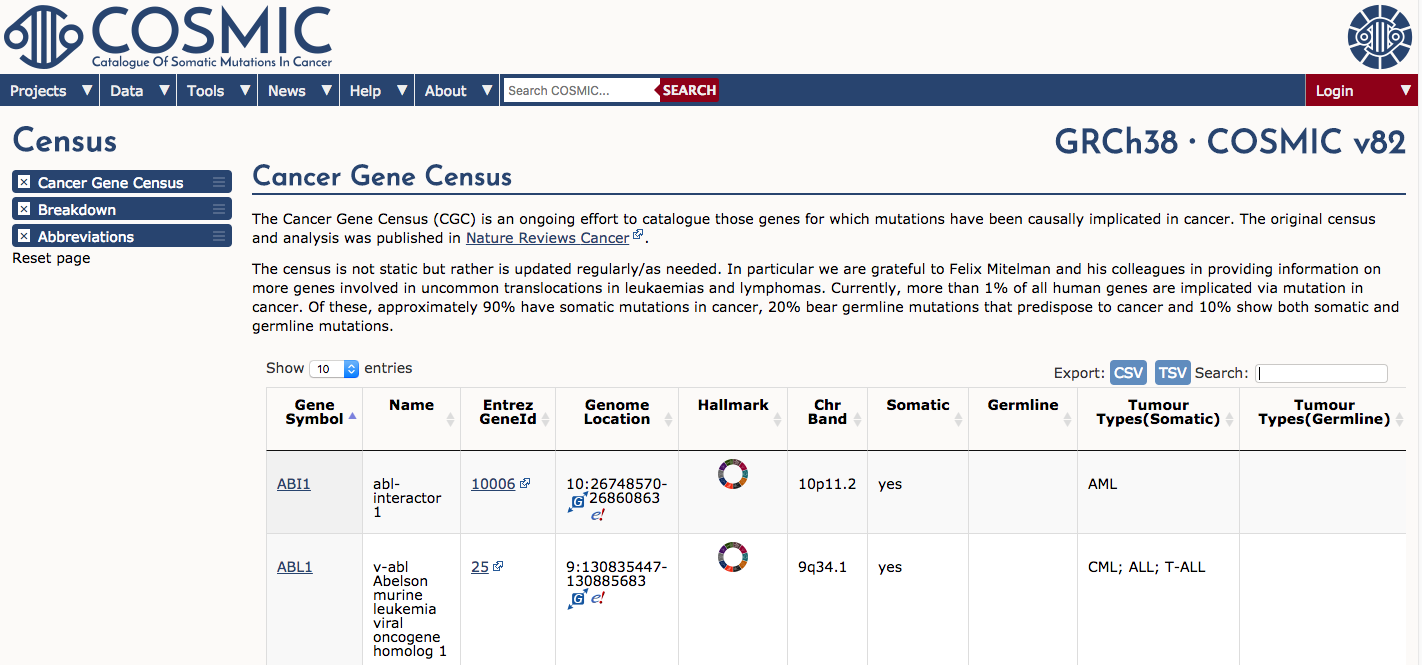 COSMIC
Catalogue Of Somatic Mutations In Cancer
Projects ▼ Data ▼ Tools ▼ News ▼ Help ▼ About ▼ Search COSMIC... SEARCH Login ▼
Census
GRCh38 · COSMIC v82
Cancer Gene Census
Breakdown
Abbreviations
Reset page
Cancer Gene Census
The Cancer Gene Census (CGC) is an ongoing effort to catalogue those genes for which mutations have been causally implicated in cancer. The original census
and analysis was published in Nature Reviews Cancer.
The census is not static but rather is updated regularly/as needed. In particular we are grateful to Felix Mitelman and his colleagues in providing information on
more genes involved in uncommon translocations in leukaemias and lymphomas. Currently, more than 1% of all human genes are implicated via mutation in
cancer. Of these, approximately 90% have somatic mutations in cancer, 20% bear germline mutations that predispose to cancer and 10% show both somatic and
germline mutations.
Show 10 entries
Export: CSV TSV Search:
Gene
Symbol
Name
Entrez
GeneId
Genome
Location
Hallmark
Chr
Band
Somatic
Germline
Tumour
Types(Somatic)
Tumour
Types(Germline)
ABI1
abl-
interactor
1
10006
10:26748570-
G 26860863
e!
10p11.2
yes
AML
ABL1
v-abl
Abelson
murine
leukemia
viral
oncogene
homolog 1
25
9:130835447-
130885683
G e!
9q34.1
yes
CML; ALL; T-ALL